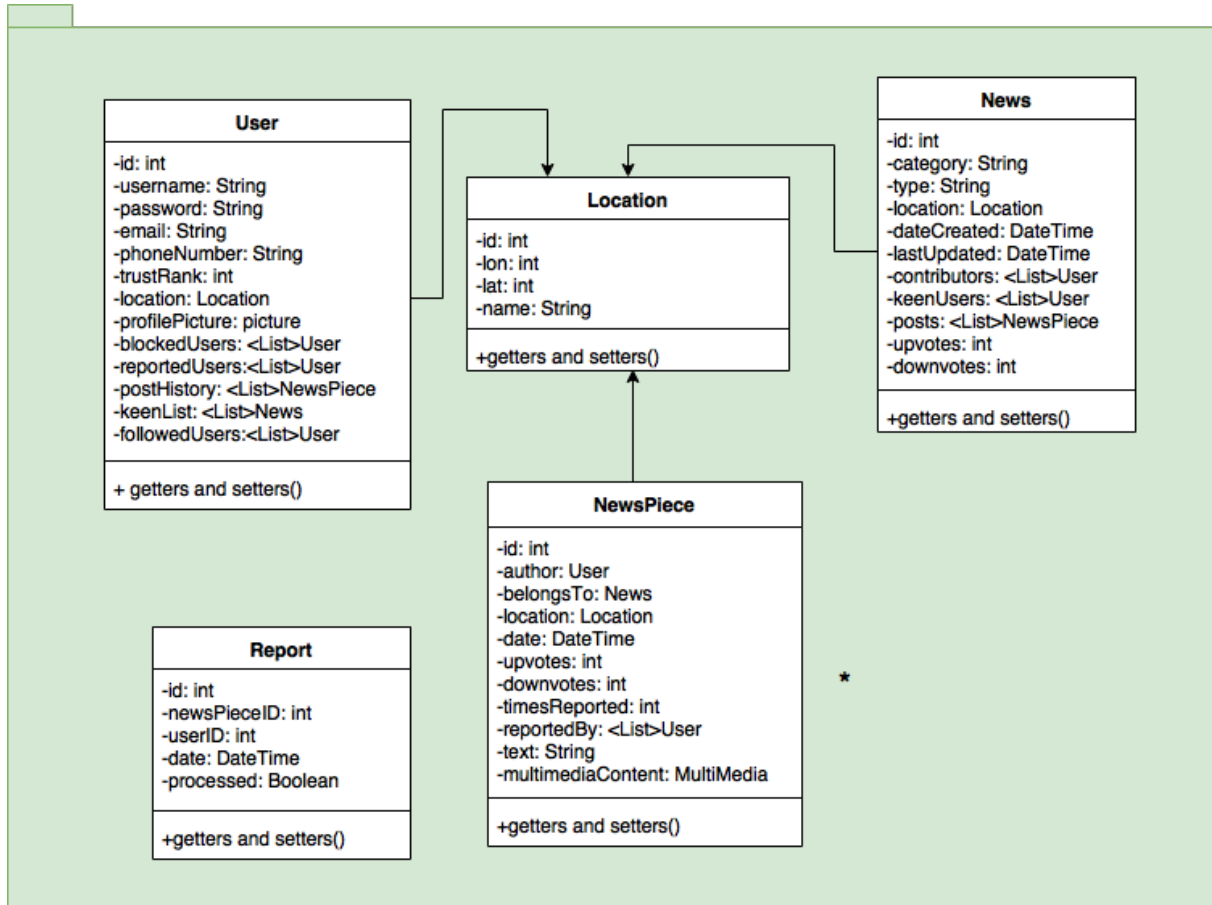 User
-id: int
-username: String
-password: String
-email: String
-phoneNumber: String
-trustRank: int
-location: Location
-profilePicture: picture
-blockedUsers: <List>User
-reportedUsers:<List>User
-postHistory: <List>NewsPiece
-keenList: <List>News
-followedUsers:<List>User
+ getters and setters()
Location
-id: int
-lon: int
-lat: int
-name: String
+getters and setters()
News
-id: int
-category: String
-type: String
-location: Location
-dateCreated: DateTime
-lastUpdated: DateTime
-contributors: <List>User
-keenUsers: <List>User
-posts: <List>NewsPiece
-upvotes: int
-downvotes: int
+getters and setters()
Report
-id: int
-newsPieceID: int
-userID: int
-date: DateTime
-processed: Boolean
+getters and setters()
NewsPiece
-id: int
-author: User
-belongsTo: News
-location: Location
-date: DateTime
-upvotes: int
-downvotes: int
-timesReported: int
-reportedBy: <List>User
-text: String
-multimediaContent: MultiMedia
+getters and setters()
*